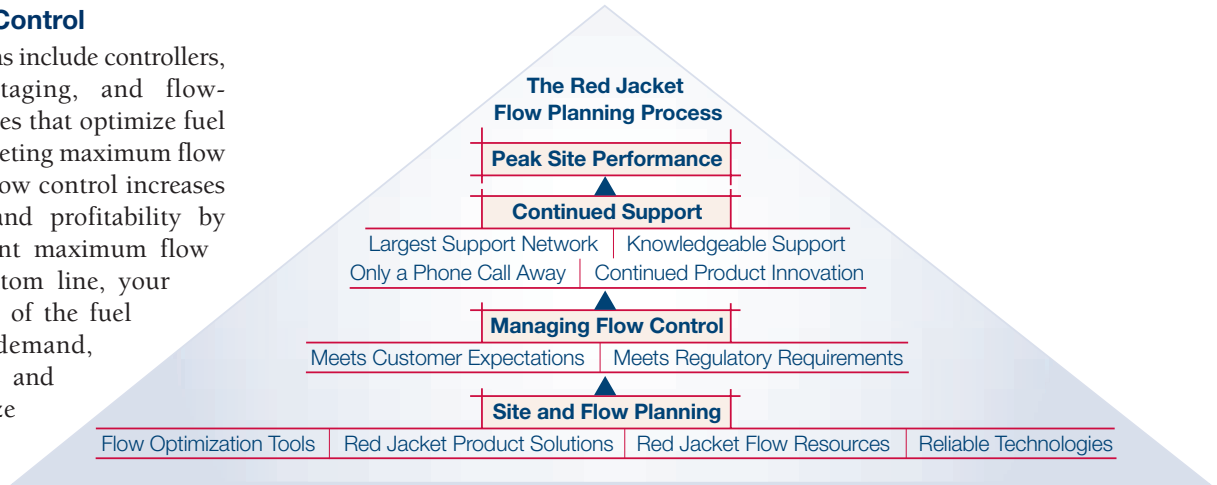 Control
include controllers,
taging, and flow-
es that optimize fuel
eting maximum flow
ow control increases
and profitability by
nt maximum flow
tom line, your
of the fuel
demand,
and
The Red Jacket
Flow Planning Process
Peak Site Performance
Continued Support
Largest Support Network Knowledgeable Support
Only a Phone Call Away Continued Product Innovation
Managing Flow Control
Meets Customer Expectations Meets Regulatory Requirements
Site and Flow Planning
Flow Optimization Tools Red Jacket Product Solutions Red Jacket Flow Resources Reliable Technologies